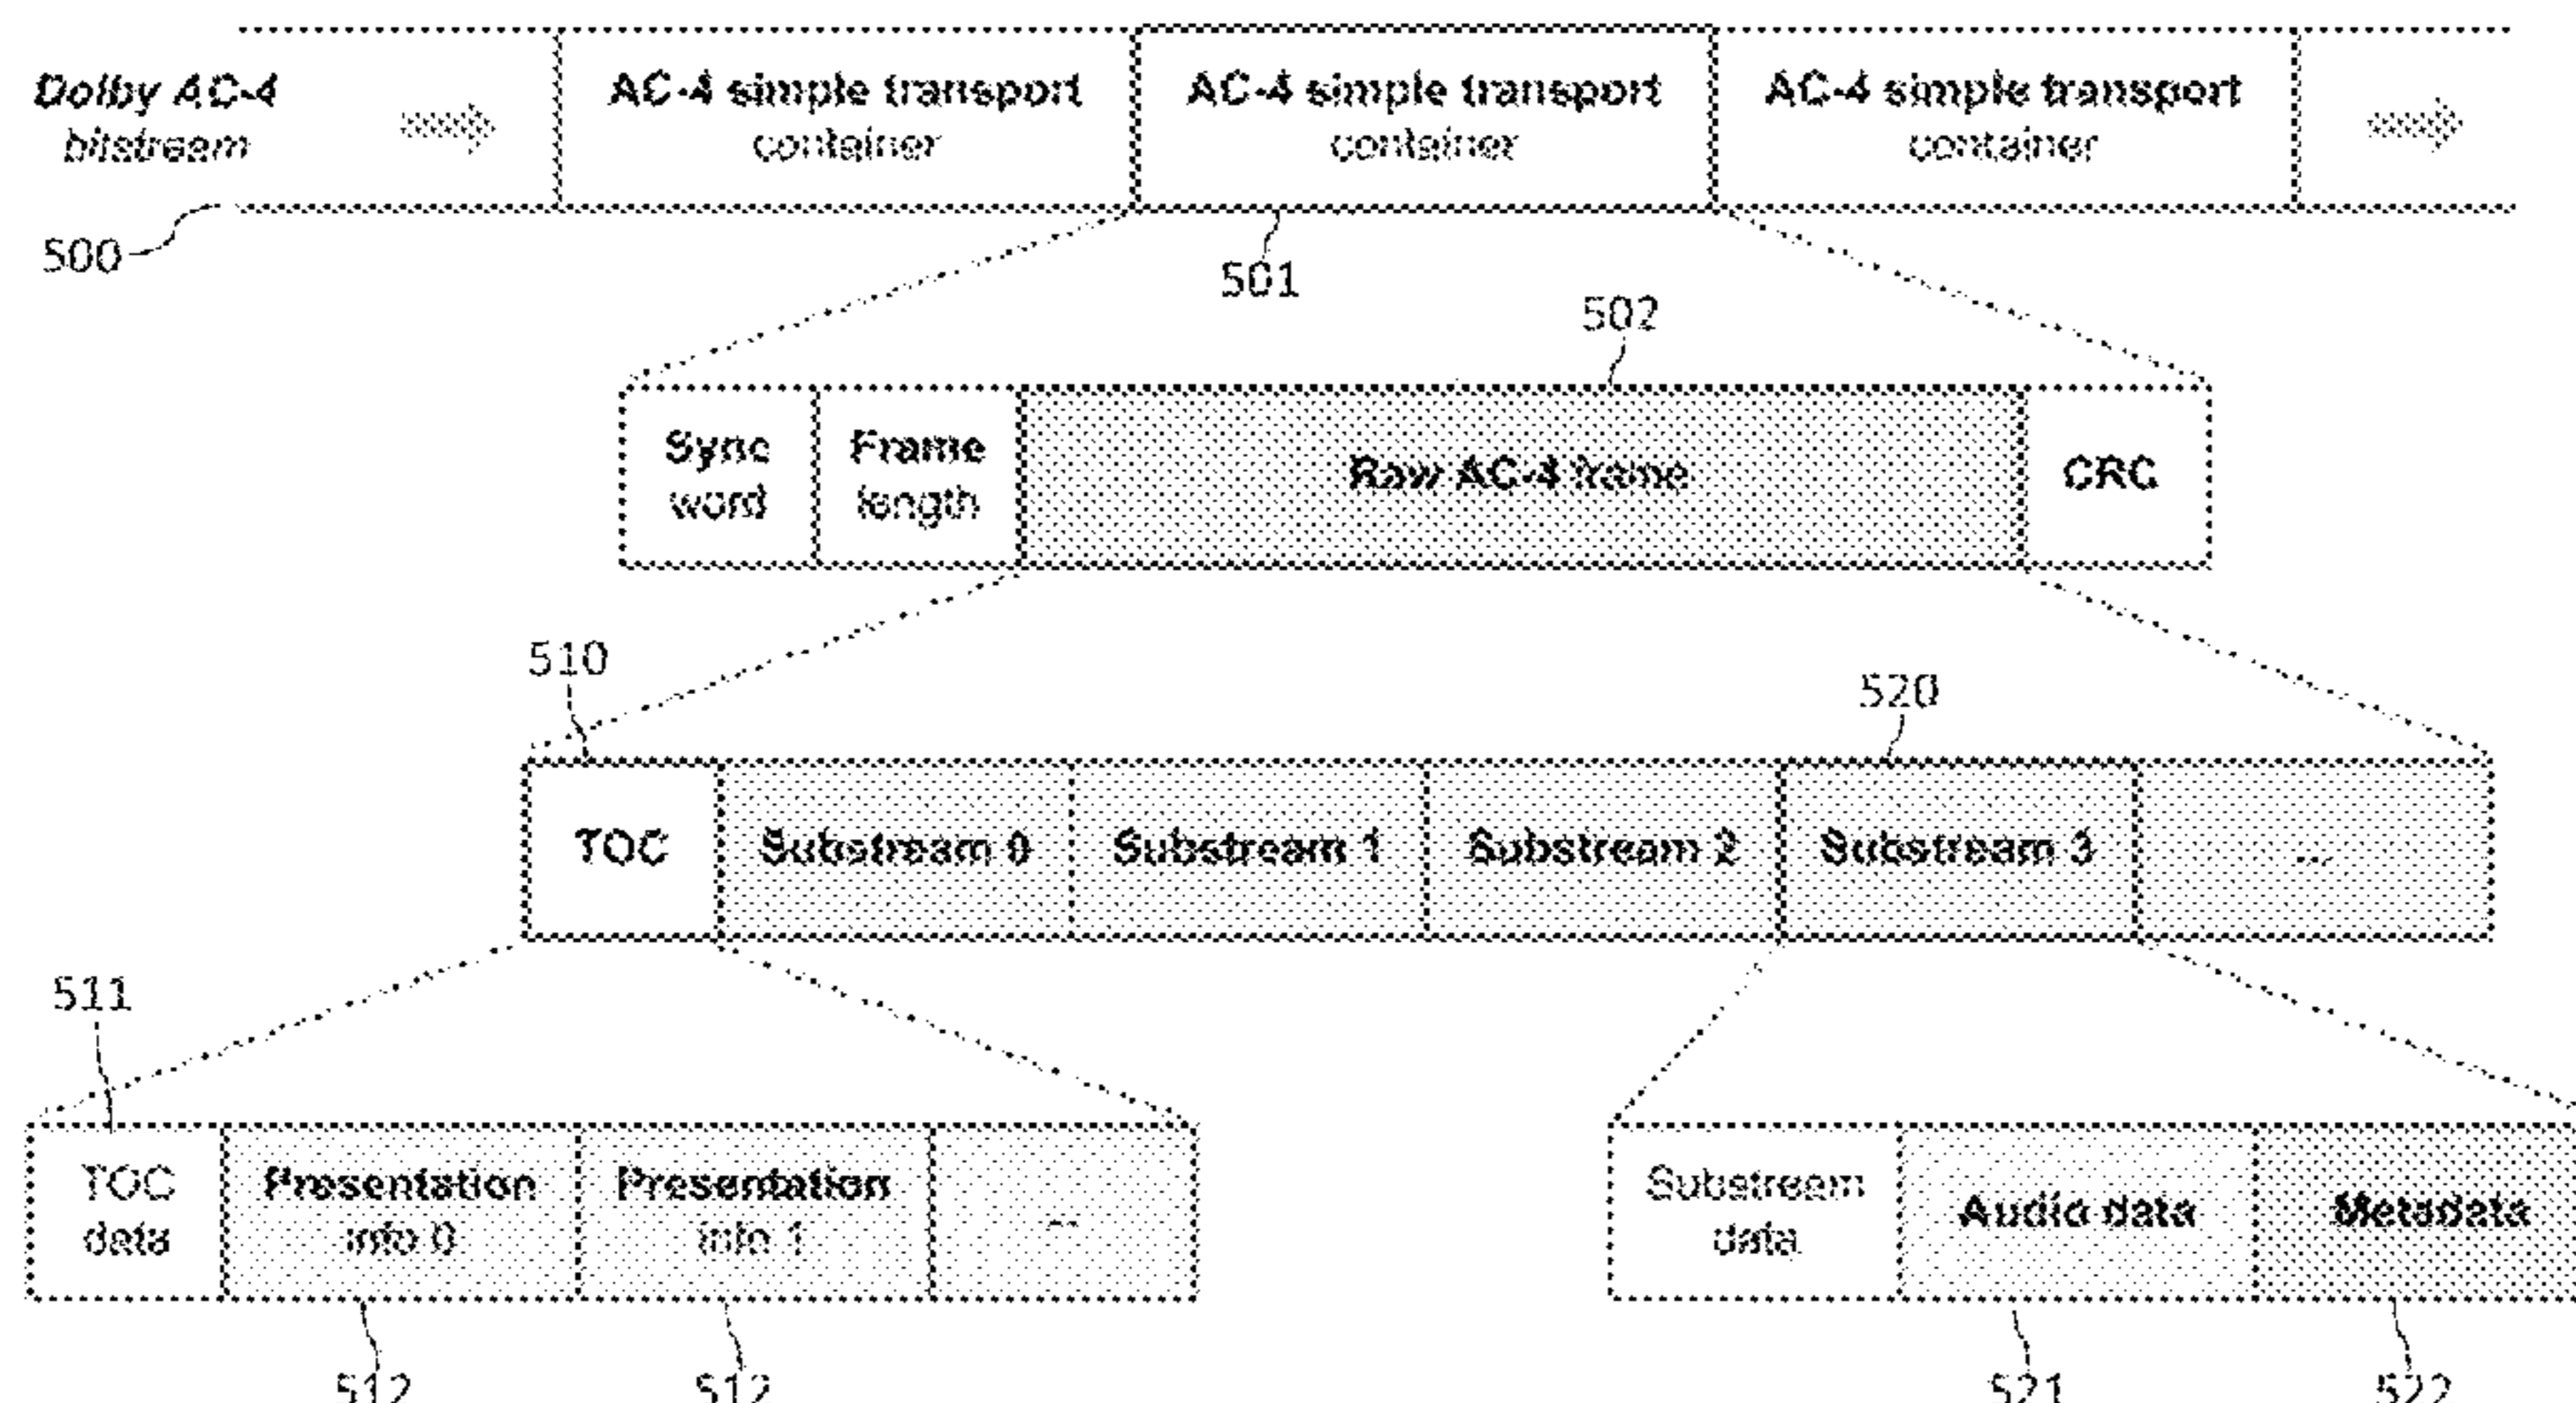 Dolby AC-4
bitstream
AC-4 simple transport
container
AC-4 simple transport
container
AC-4 simple transport
container
500
501
502
Sync
word
Frame
length
Raw AC-4 frame
CRC
510
520
TOC
Substream 0
Substream 1
Substream 2
Substream 3
...
511
TOC
data
Presentation
info 0
Presentation
info 1
...
Substream
data
Audio data
Metadata
512
512
521
522